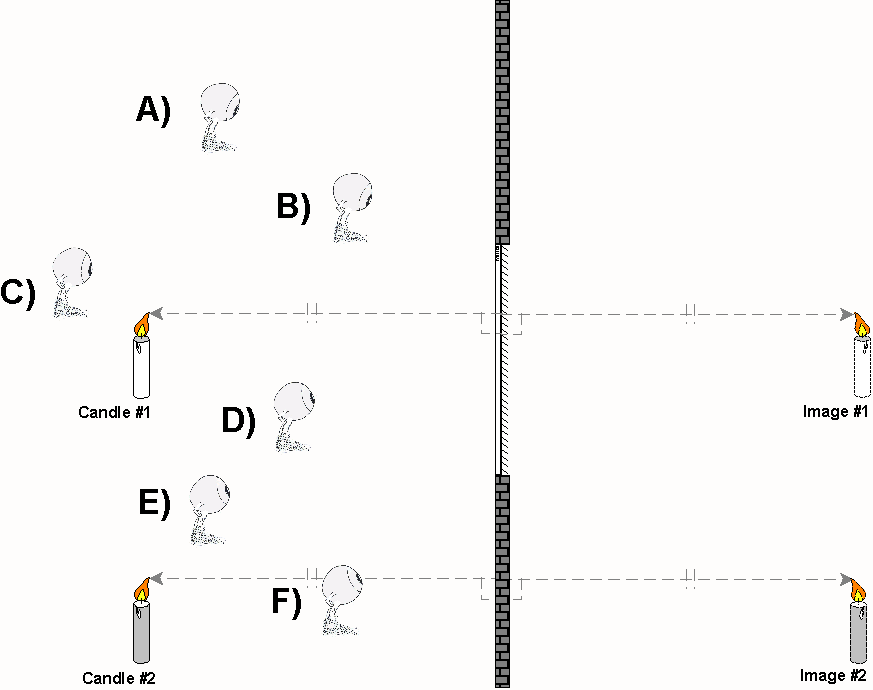 A)
B)
C)
Candle #1
Image #1
D)
E)
F)
Candle #2
Image #2